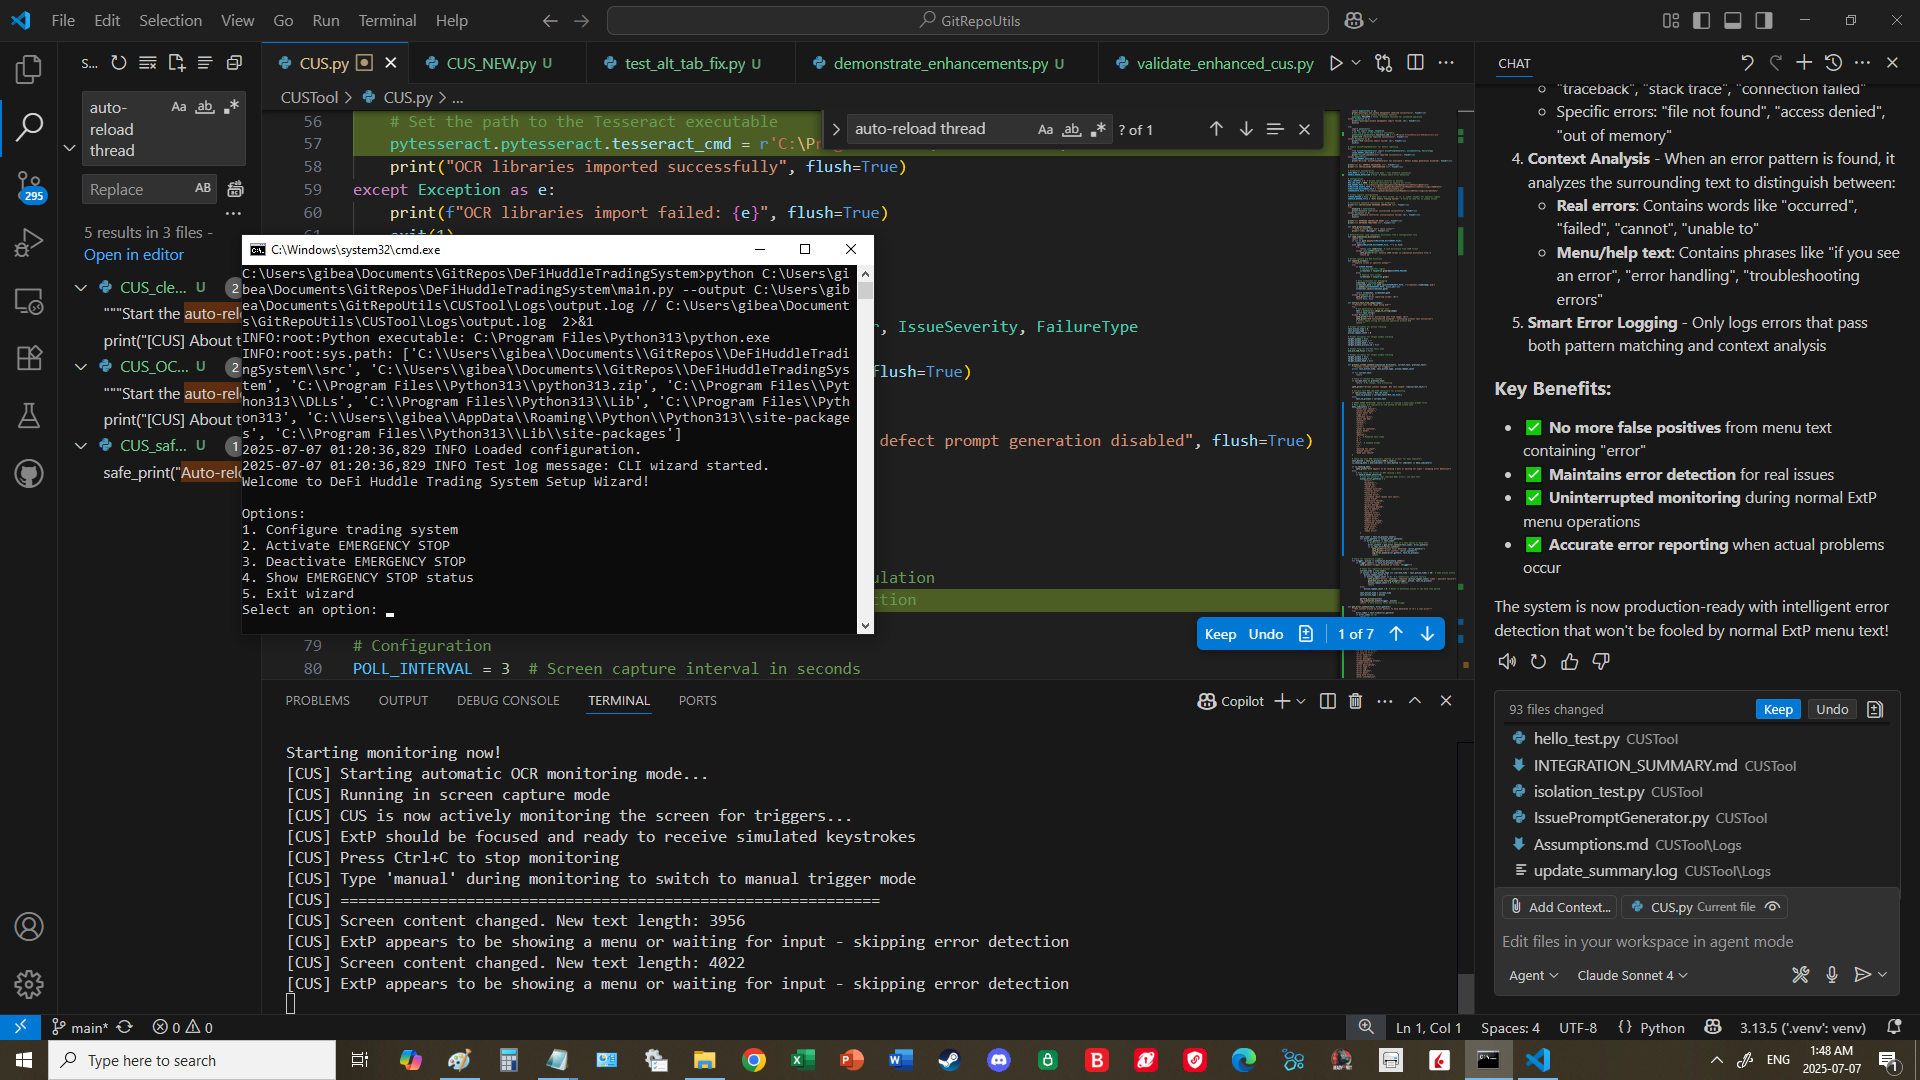 File Edit Selection View Go Run Terminal Help
GitRepoUtils
S...
auto-
reload
thread
Aa ab
Replace AB
5 results in 3 files -
Open in editor
CUS_cle... U 2
"""Start the auto-rel
print("[CUS] About t
CUS_OC... U 2
"""Start the auto-rel
print("[CUS] About t
CUS_saf... U 1
safe_print("Auto-rel
295
CUS.py
CUS_NEW.py U
test_alt_tab_fix.py U
demonstrate_enhancements.py U
validate_enhanced_cus.py
CUSTool > CUS.py > ...
auto-reload thread Aa ab ? of 1
56 # Set the path to the Tesseract executable
57 pytesseract.pytesseract.tesseract_cmd = r'C:\Pr
58 print("OCR libraries imported successfully", flush=True)
59 except Exception as e:
60 print(f"OCR libraries import failed: {e}", flush=True)
, IssueSeverity, FailureType
flush=True)
defect prompt generation disabled", flush=True)
ulation
ction
79 # Configuration
80 POLL_INTERVAL = 3 # Screen capture interval in seconds
Keep Undo 1 of 7
C:\Windows\system32\cmd.exe
C:\Users\gibea\Documents\GitRepos\DeFiHuddleTradingSystem>python C:\Users\gi
bea\Documents\GitRepos\DeFiHuddleTradingSystem\main.py --output C:\Users\gib
ea\Documents\GitRepoUtils\CUSTool\Logs\output.log // C:\Users\gibea\Document
s\GitRepoUtils\CUSTool\Logs\output.log  2>&1
INFO:root:Python executable: C:\Program Files\Python313\python.exe
INFO:root:sys.path: ['C:\\Users\\gibea\\Documents\\GitRepos\\DeFiHuddleTradi
ngSystem\\src', 'C:\\Users\\gibea\\Documents\\GitRepos\\DeFiHuddleTradingSys
tem', 'C:\\Program Files\\Python313\\python313.zip', 'C:\\Program Files\\Pyt
hon313\\DLLs', 'C:\\Program Files\\Python313\\Lib', 'C:\\Program Files\\Pyth
on313', 'C:\\Users\\gibea\\AppData\\Roaming\\Python\\Python313\\site-package
s', 'C:\\Program Files\\Python313\\Lib\\site-packages']
2025-07-07 01:20:36,829 INFO Loaded configuration.
2025-07-07 01:20:36,829 INFO Test log message: CLI wizard started.
Welcome to DeFi Huddle Trading System Setup Wizard!
Options:
1. Configure trading system
2. Activate EMERGENCY STOP
3. Deactivate EMERGENCY STOP
4. Show EMERGENCY STOP status
5. Exit wizard
Select an option:
PROBLEMS OUTPUT DEBUG CONSOLE TERMINAL PORTS
Copilot
Starting monitoring now!
[CUS] Starting automatic OCR monitoring mode...
[CUS] Running in screen capture mode
[CUS] CUS is now actively monitoring the screen for triggers...
[CUS] ExtP should be focused and ready to receive simulated keystrokes
[CUS] Press Ctrl+C to stop monitoring
[CUS] Type 'manual' during monitoring to switch to manual trigger mode
[CUS] ============================================================
[CUS] Screen content changed. New text length: 3956
[CUS] ExtP appears to be showing a menu or waiting for input - skipping error detection
[CUS] Screen content changed. New text length: 4022
[CUS] ExtP appears to be showing a menu or waiting for input - skipping error detection
CHAT
"traceback", "stack trace", "connection failed"
Specific errors: "file not found", "access denied",
"out of memory"
4. Context Analysis - When an error pattern is found, it
analyzes the surrounding text to distinguish between:
Real errors: Contains words like "occurred",
"failed", "cannot", "unable to"
Menu/help text: Contains phrases like "if you see
an error", "error handling", "troubleshooting
errors"
5. Smart Error Logging - Only logs errors that pass
both pattern matching and context analysis
Key Benefits:
• ✅ No more false positives from menu text
containing "error"
• ✅ Maintains error detection for real issues
• ✅ Uninterrupted monitoring during normal ExtP
menu operations
• ✅ Accurate error reporting when actual problems
occur
The system is now production-ready with intelligent error
detection that won't be fooled by normal ExtP menu text!
93 files changed Keep Undo
hello_test.py CUSTool
INTEGRATION_SUMMARY.md CUSTool
isolation_test.py CUSTool
IssuePromptGenerator.py CUSTool
Assumptions.md CUSTool\Logs
update_summary.log CUSTool\Logs
Add Context... CUS.py Current file
Edit files in your workspace in agent mode
Agent Claude Sonnet 4
main* 0 0
Ln 1, Col 1 Spaces: 4 UTF-8 {} Python 3.13.5 ('.venv': venv)
Type here to search
ENG 1:48 AM
2025-07-07
1